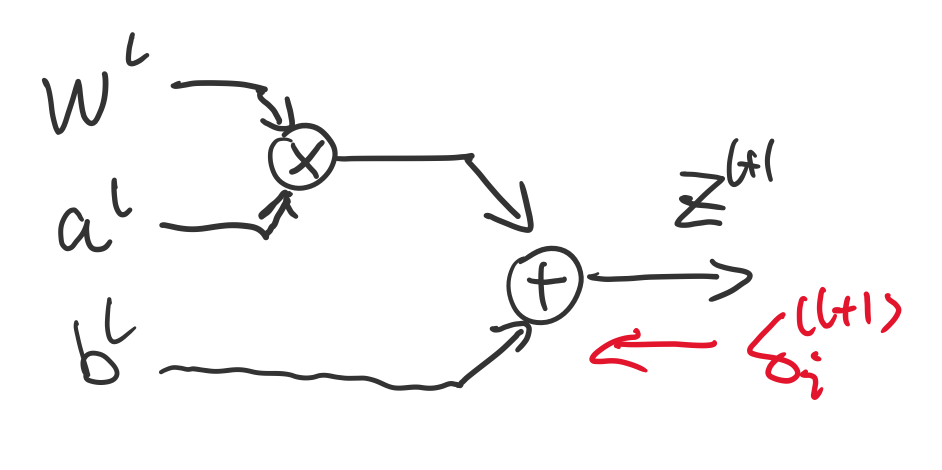 W^l
×
a^l
z^{l+1}
+
δ_i^{(l+1)}
b^l